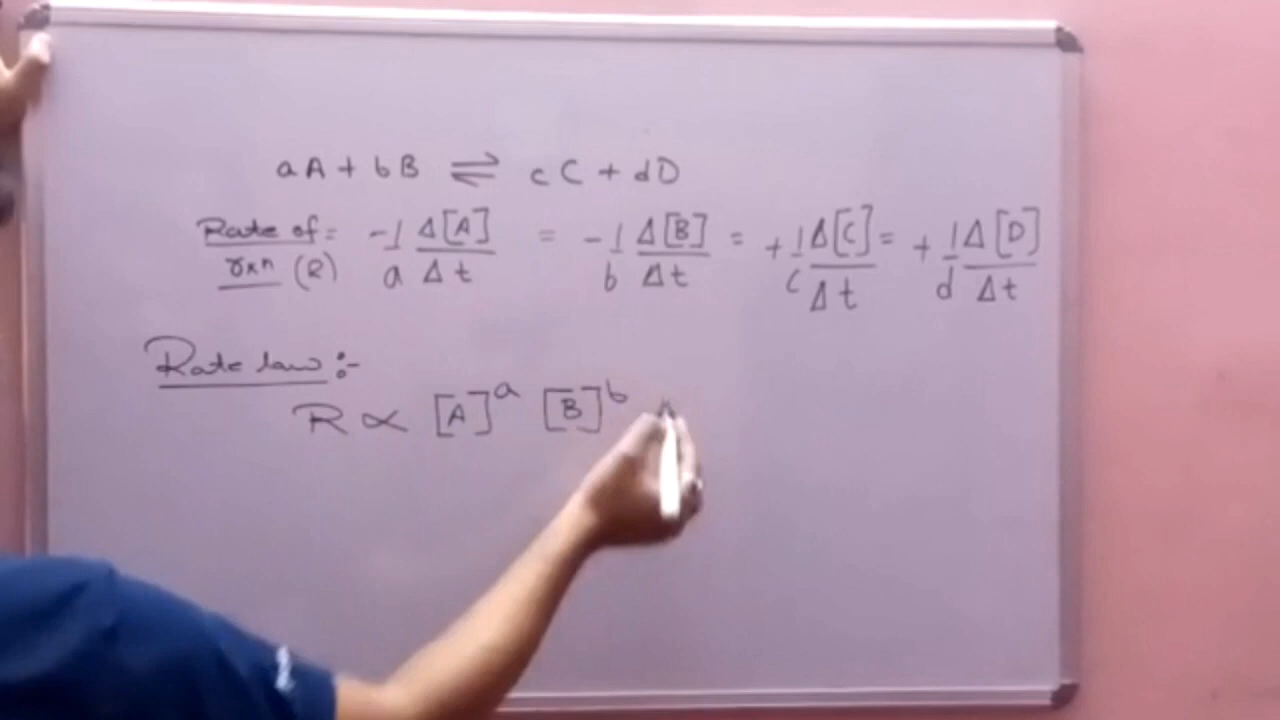 aA + bB ⇌ cC + dD
Rate of rxn (R) = -1/a Δ[A]/Δt = -1/b Δ[B]/Δt = +1/c Δ[C]/Δt = +1/d Δ[D]/Δt
Rate law :-
R ∝ [A]^a [B]^b